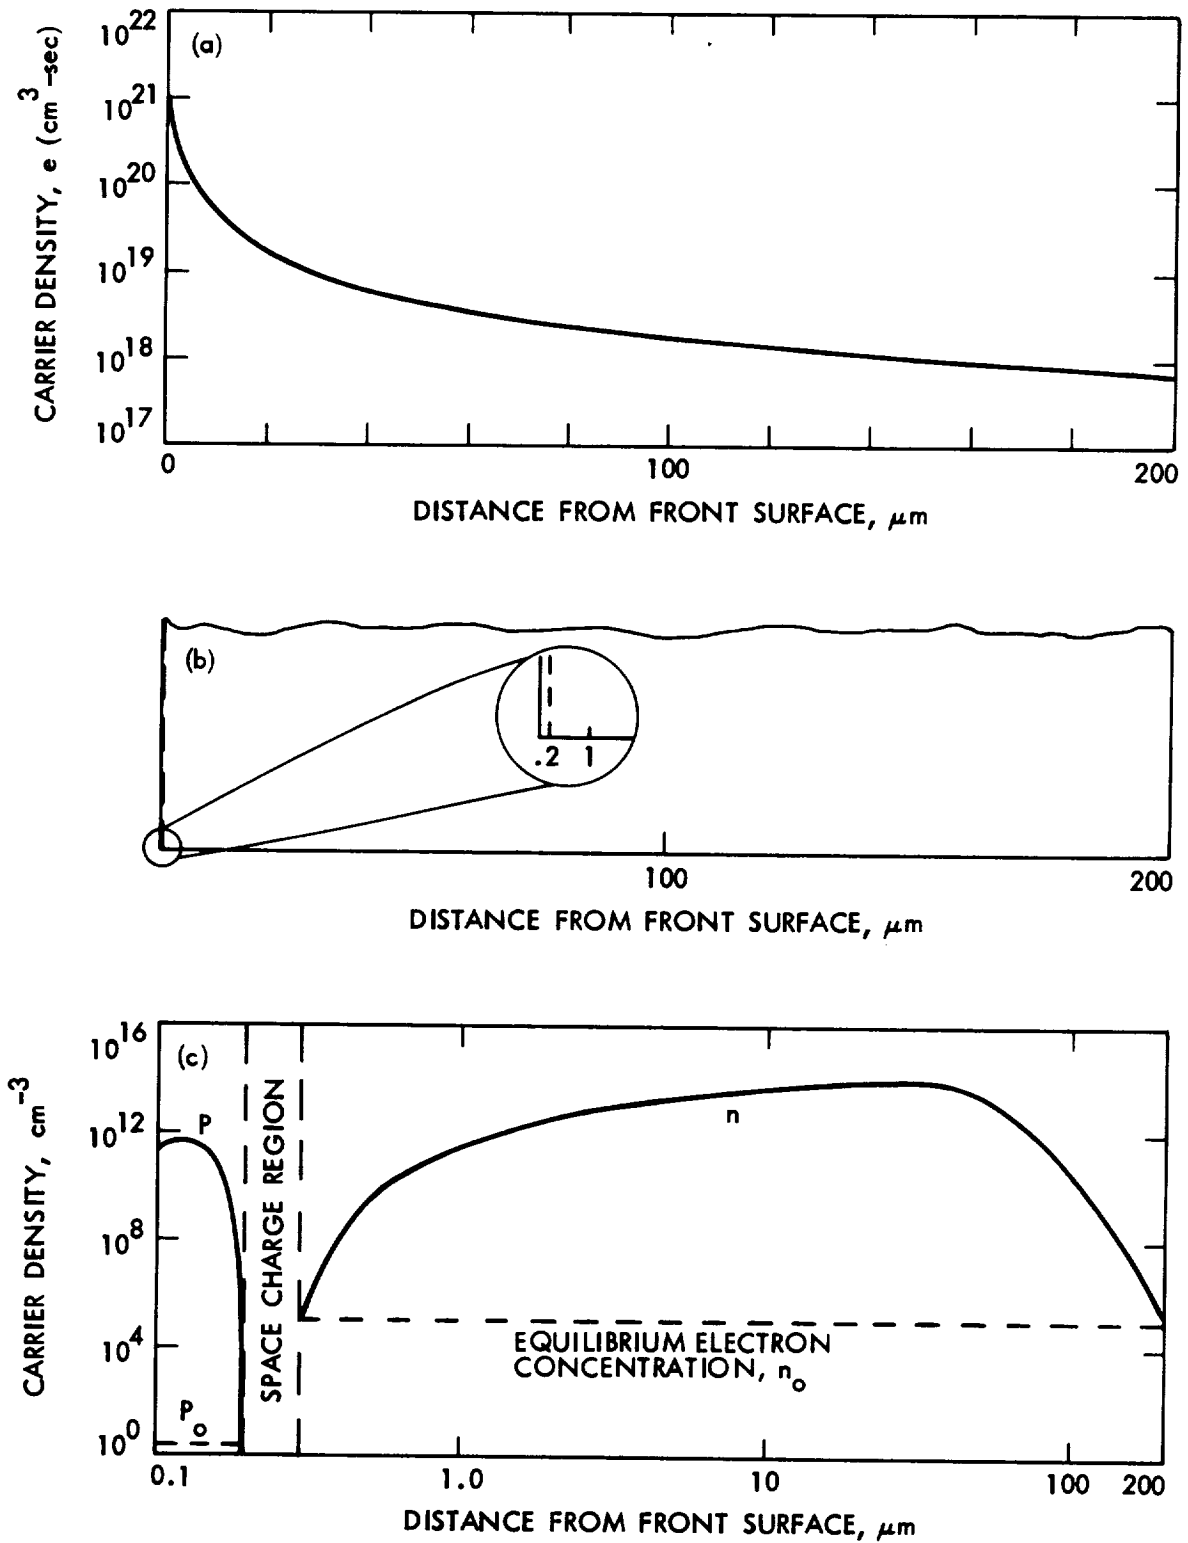 (a)
10^22
10^21
10^20
10^19
10^18
10^17
CARRIER DENSITY, e (cm^3-sec)
0 100 200
DISTANCE FROM FRONT SURFACE, μm
(b)
.2 1
100 200
DISTANCE FROM FRONT SURFACE, μm
(c)
10^16
10^12
10^8
10^4
10^0
CARRIER DENSITY, cm^-3
p
p_o
SPACE CHARGE REGION
n
EQUILIBRIUM ELECTRON
CONCENTRATION, n_o
0.1 1.0 10 100 200
DISTANCE FROM FRONT SURFACE, μm